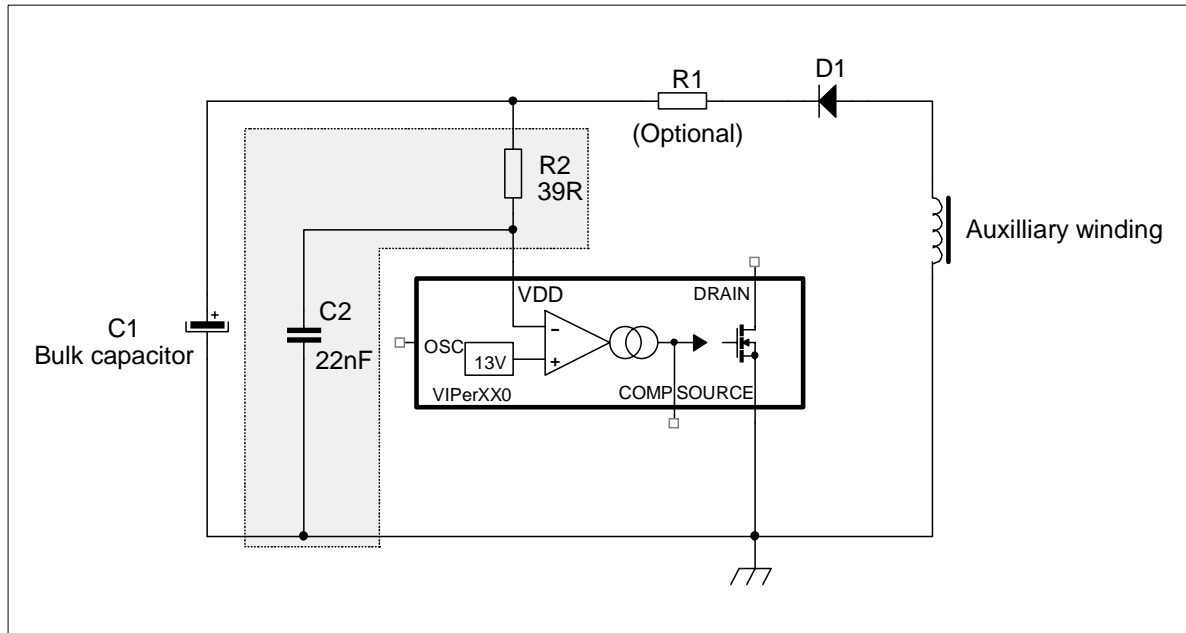 D1
R1
(Optional)
R2
39R
Auxilliary winding
VDD
DRAIN
C1
Bulk capacitor
+
C2
22nF
OSC
13V
-
+
VIPerXX0
COMP
SOURCE